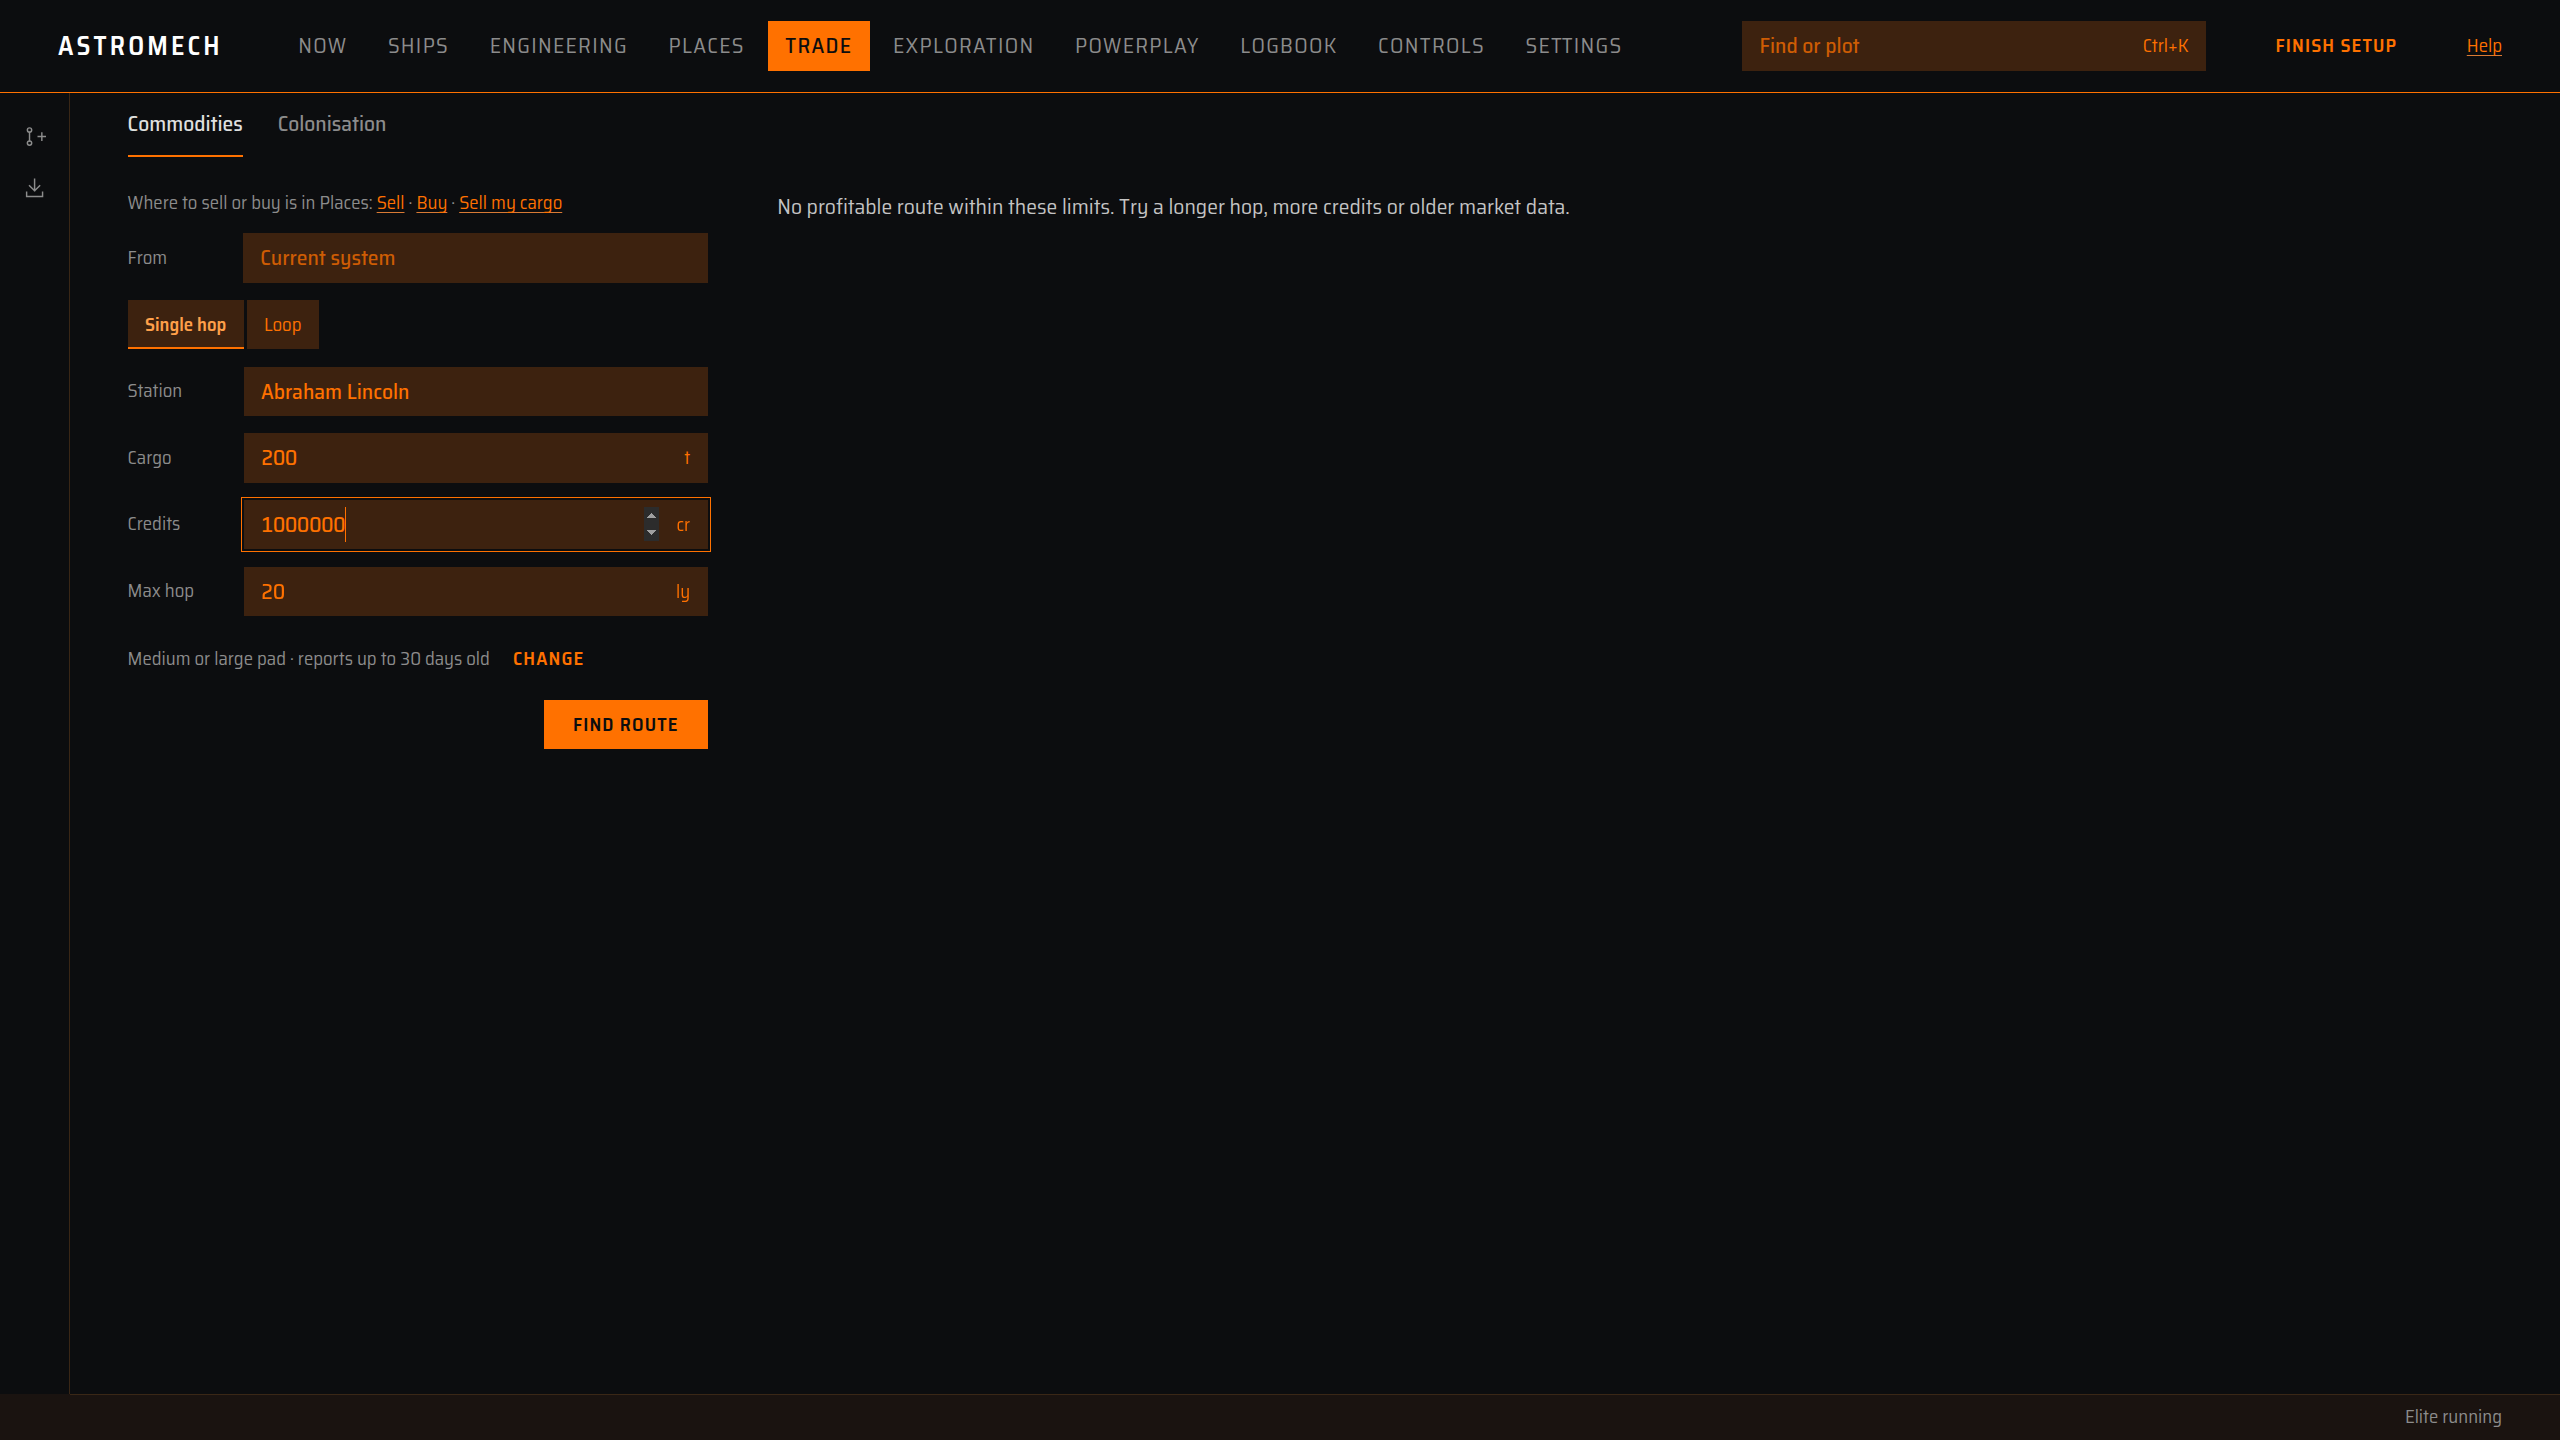 ASTROMECH NOW SHIPS ENGINEERING PLACES TRADE EXPLORATION POWERPLAY LOGBOOK CONTROLS SETTINGS Find or plot Ctrl+K FINISH SETUP Help
Commodities Colonisation
Where to sell or buy is in Places: Sell · Buy · Sell my cargo
No profitable route within these limits. Try a longer hop, more credits or older market data.
From Current system
Single hop Loop
Station Abraham Lincoln
Cargo 200 t
Credits 1000000 cr
Max hop 20 ly
Medium or large pad · reports up to 30 days old CHANGE
FIND ROUTE
Elite running